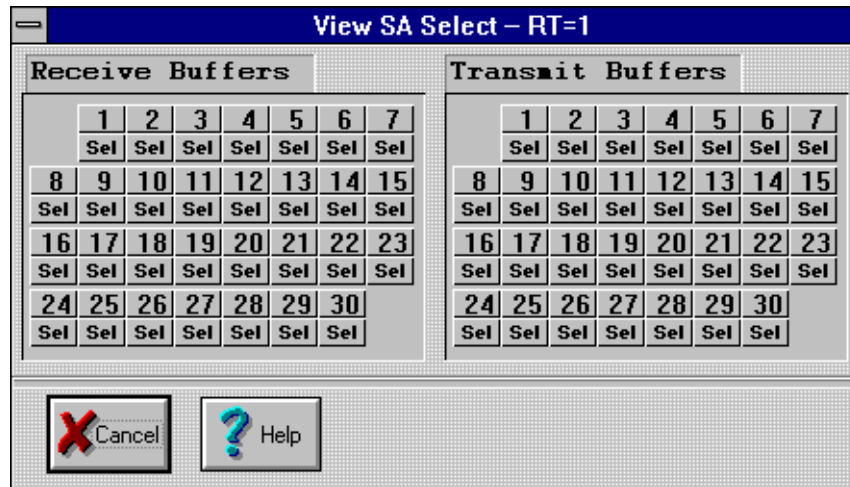 View SA Select – RT=1
Receive Buffers
1 2 3 4 5 6 7
Sel Sel Sel Sel Sel Sel Sel
8 9 10 11 12 13 14 15
Sel Sel Sel Sel Sel Sel Sel Sel
16 17 18 19 20 21 22 23
Sel Sel Sel Sel Sel Sel Sel Sel
24 25 26 27 28 29 30
Sel Sel Sel Sel Sel Sel Sel
Transmit Buffers
1 2 3 4 5 6 7
Sel Sel Sel Sel Sel Sel Sel
8 9 10 11 12 13 14 15
Sel Sel Sel Sel Sel Sel Sel Sel
16 17 18 19 20 21 22 23
Sel Sel Sel Sel Sel Sel Sel Sel
24 25 26 27 28 29 30
Sel Sel Sel Sel Sel Sel Sel
Cancel
Help